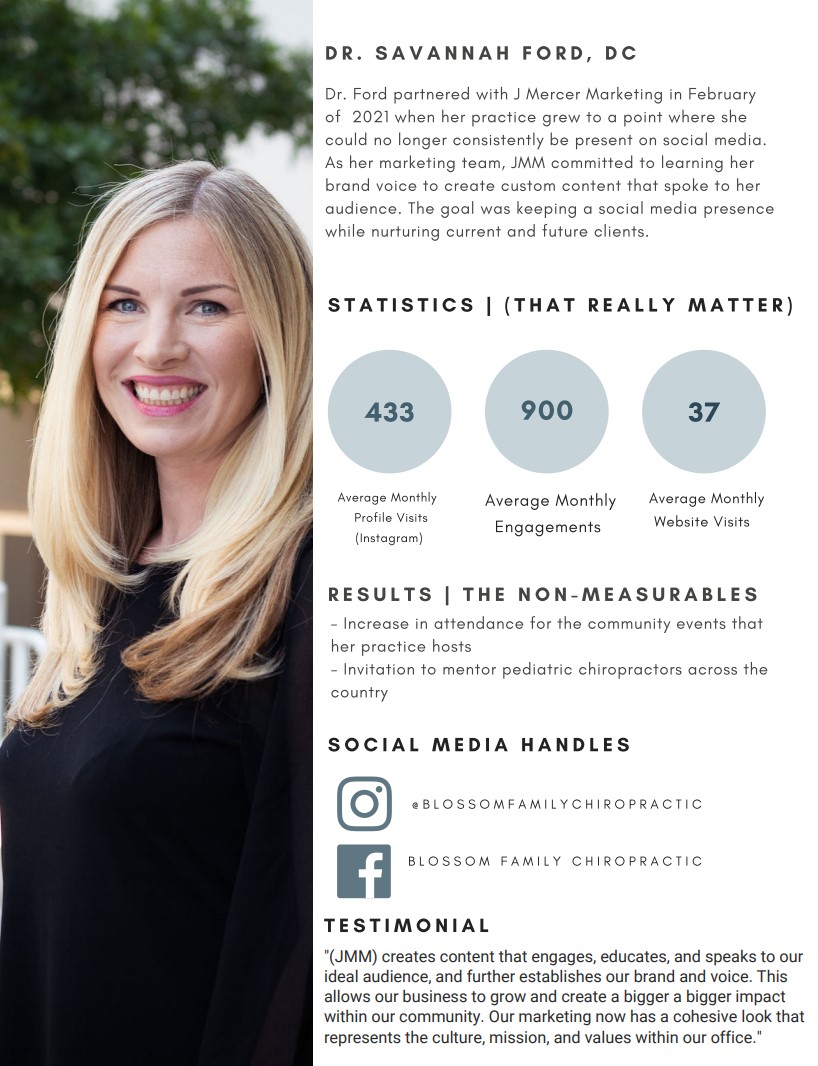 DR. SAVANNAH FORD, DC
Dr. Ford partnered with J Mercer Marketing in February
of  2021 when her practice grew to a point where she
could no longer consistently be present on social media.
As her marketing team, JMM committed to learning her
brand voice to create custom content that spoke to her
audience. The goal was keeping a social media presence
while nurturing current and future clients.
STATISTICS | (THAT REALLY MATTER)
433
900
37
Average Monthly
Profile Visits
(Instagram)
Average Monthly
Engagements
Average Monthly
Website Visits
RESULTS | THE NON-MEASURABLES
- Increase in attendance for the community events that
her practice hosts
- Invitation to mentor pediatric chiropractors across the
country
SOCIAL MEDIA HANDLES
@BLOSSOMFAMILYCHIROPRACTIC
BLOSSOM FAMILY CHIROPRACTIC
TESTIMONIAL
"(JMM) creates content that engages, educates, and speaks to our
ideal audience, and further establishes our brand and voice. This
allows our business to grow and create a bigger a bigger impact
within our community. Our marketing now has a cohesive look that
represents the culture, mission, and values within our office."